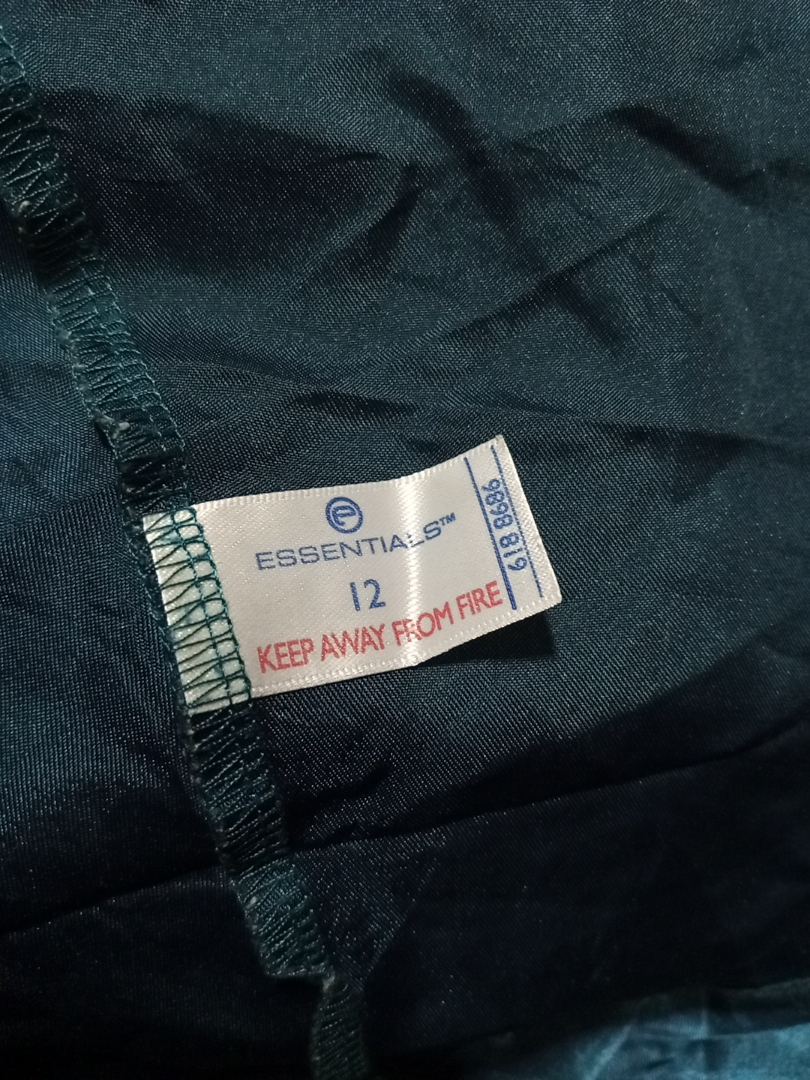 e
ESSENTIALS™
12
KEEP AWAY FROM FIRE
618 8686